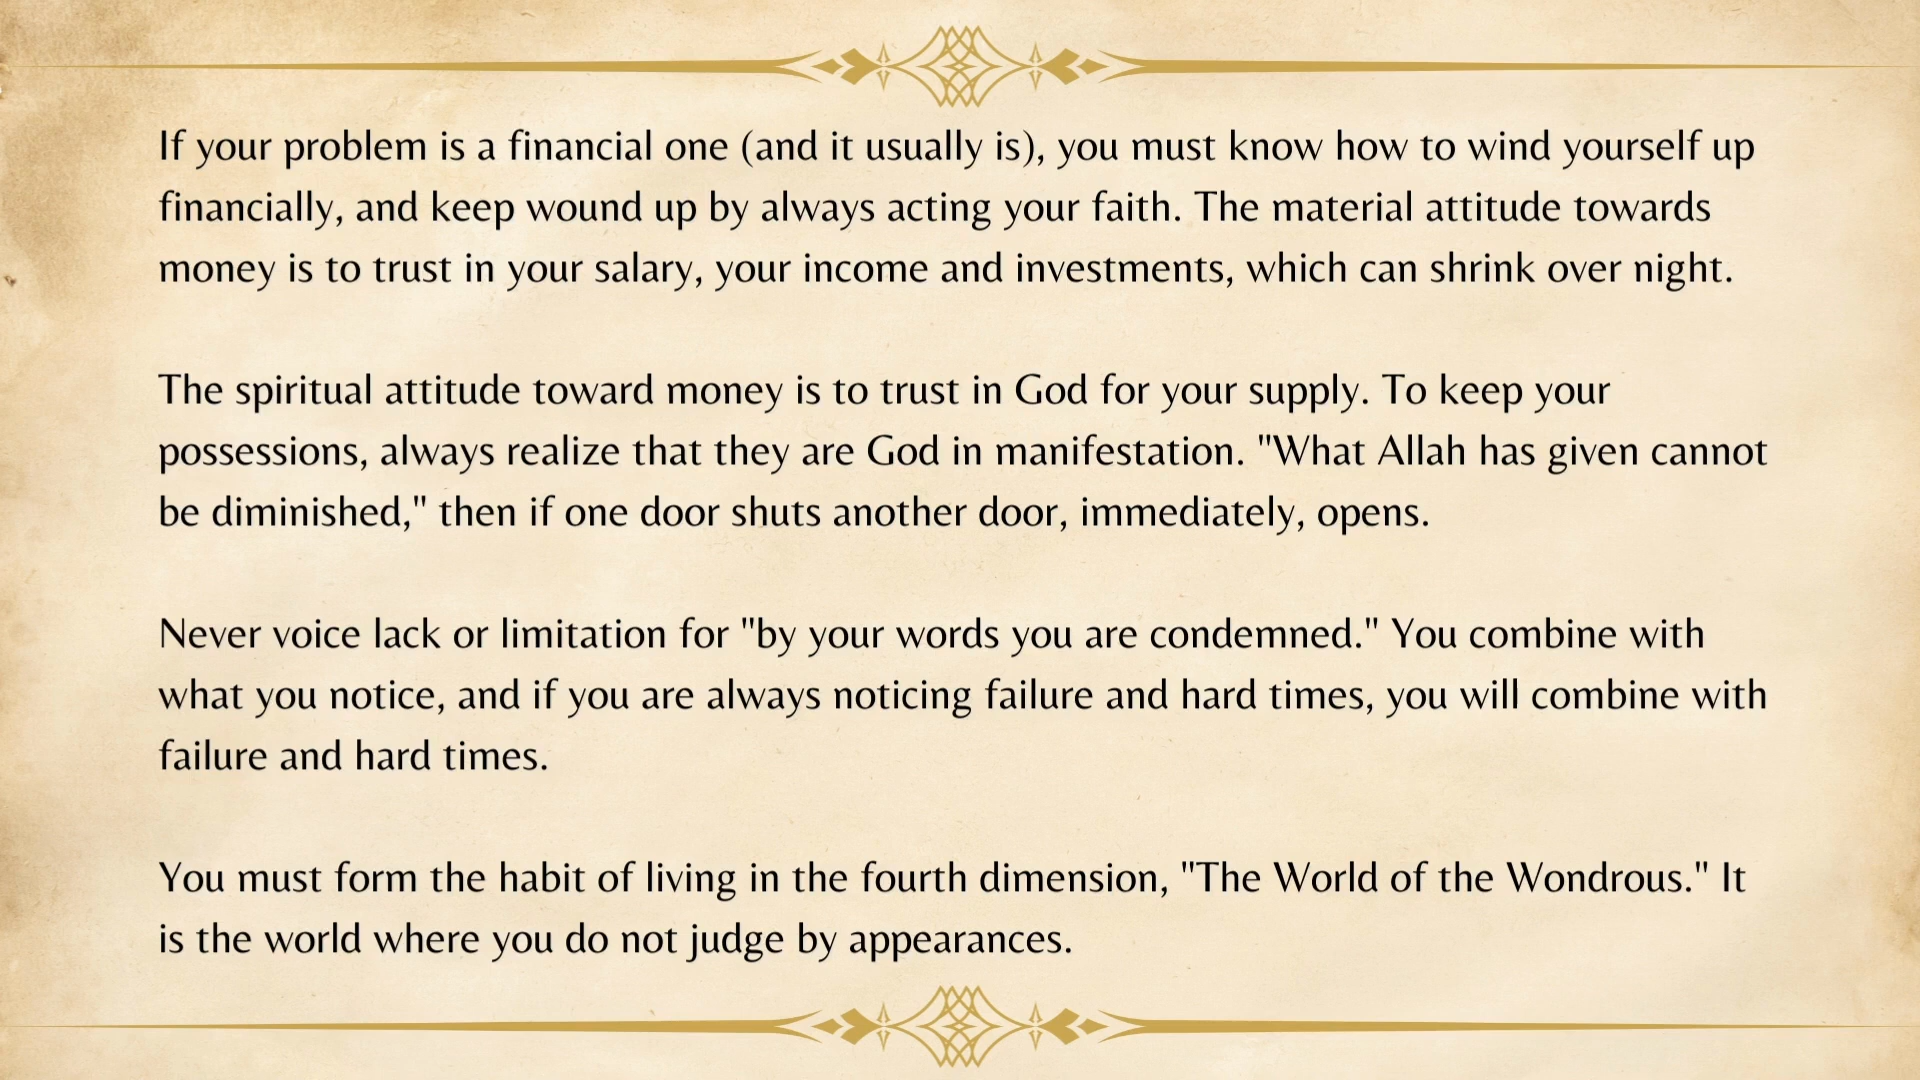 If your problem is a financial one (and it usually is), you must know how to wind yourself up
financially, and keep wound up by always acting your faith. The material attitude towards
money is to trust in your salary, your income and investments, which can shrink over night.
The spiritual attitude toward money is to trust in God for your supply. To keep your
possessions, always realize that they are God in manifestation. "What Allah has given cannot
be diminished," then if one door shuts another door, immediately, opens.
Never voice lack or limitation for "by your words you are condemned." You combine with
what you notice, and if you are always noticing failure and hard times, you will combine with
failure and hard times.
You must form the habit of living in the fourth dimension, "The World of the Wondrous." It
is the world where you do not judge by appearances.